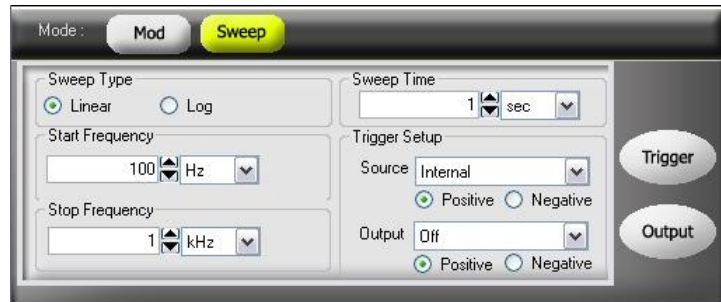 Mode :
Mod
Sweep
Sweep Type
Linear
Log
Start Frequency
100 Hz
Stop Frequency
1 kHz
Sweep Time
1 sec
Trigger Setup
Source Internal
Positive Negative
Output Off
Positive Negative
Trigger
Output